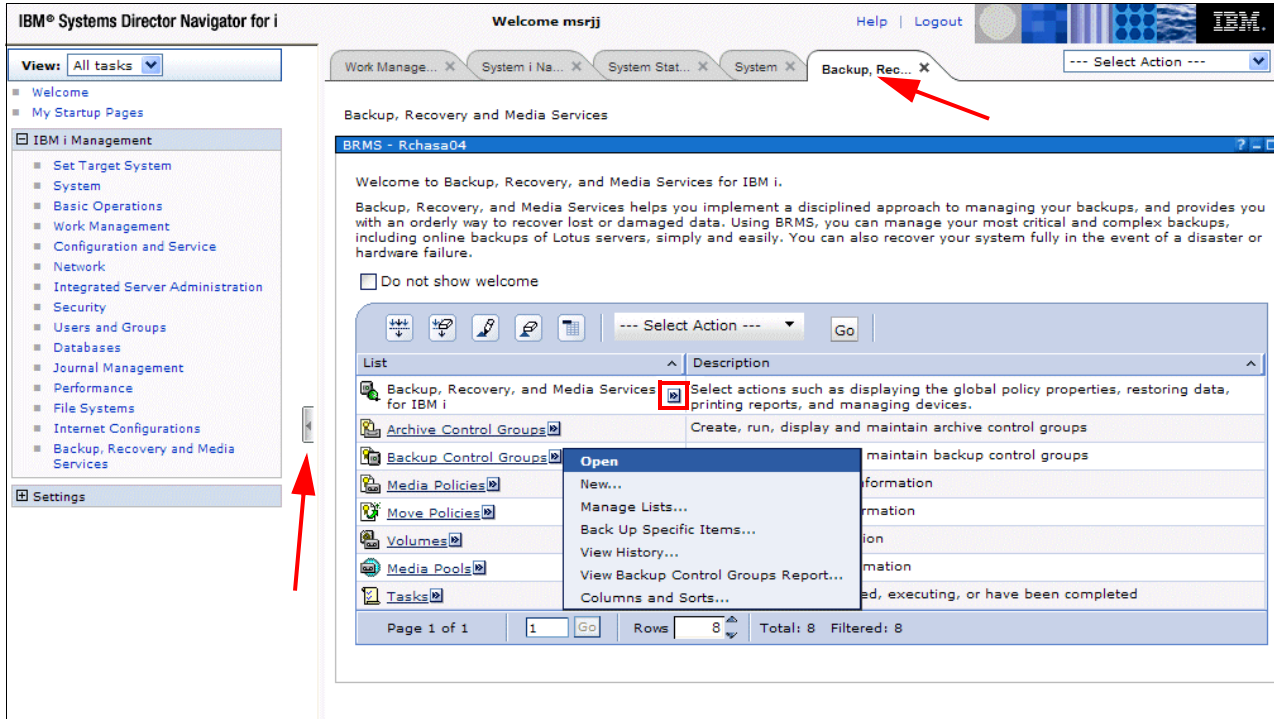 IBM® Systems Director Navigator for i
Welcome msrjj
Help | Logout
IBM.
View: All tasks
Welcome
My Startup Pages
IBM i Management
Set Target System
System
Basic Operations
Work Management
Configuration and Service
Network
Integrated Server Administration
Security
Users and Groups
Databases
Journal Management
Performance
File Systems
Internet Configurations
Backup, Recovery and Media
Services
Settings
Work Manage... X
System i Na... X
System Stat... X
System X
Backup, Rec... X
--- Select Action ---
Backup, Recovery and Media Services
BRMS - Rchasa04
?
Welcome to Backup, Recovery, and Media Services for IBM i.
Backup, Recovery, and Media Services helps you implement a disciplined approach to managing your backups, and provides you
with an orderly way to recover lost or damaged data. Using BRMS, you can manage your most critical and complex backups,
including online backups of Lotus servers, simply and easily. You can also recover your system fully in the event of a disaster or
hardware failure.
Do not show welcome
--- Select Action ---
Go
List
Description
Backup, Recovery, and Media Services
for IBM i
Select actions such as displaying the global policy properties, restoring data,
printing reports, and managing devices.
Archive Control Groups
Create, run, display and maintain archive control groups
Backup Control Groups
maintain backup control groups
Media Policies
Move Policies
Volumes
Media Pools
Tasks
ed, executing, or have been completed
Open
New...
Manage Lists...
Back Up Specific Items...
View History...
View Backup Control Groups Report...
Columns and Sorts...
Page 1 of 1
1
Go
Rows
8
Total: 8 Filtered: 8